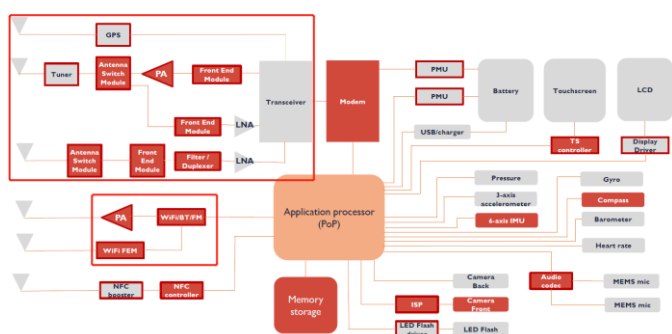 GPS
Tuner
Antenna
Switch
Module
PA
Front End
Module
Transceiver
Modem
PMU
PMU
Battery
Touchscreen
LCD
Front End
Module
LNA
USB/charger
TS
controller
Display
Driver
Antenna
Switch
Module
Front
End
Module
Filter /
Duplexer
LNA
PA
WiFi/BT/FM
WiFi FEM
Application processor
(PoP)
Pressure
3-axis
accelerometer
6-axis IMU
Gyro
Compass
Barometer
Heart rate
NFC
booster
NFC
controller
Memory
storage
Camera
Back
ISP
Camera
Front
LED Flash
driver
LED Flash
Audio
codec
MEMS mic
MEMS mic